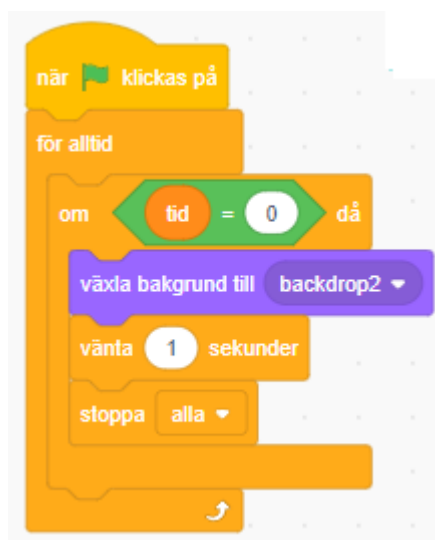 när klickas på
för alltid
om tid = 0 då
växla bakgrund till backdrop2
vänta 1 sekunder
stoppa alla